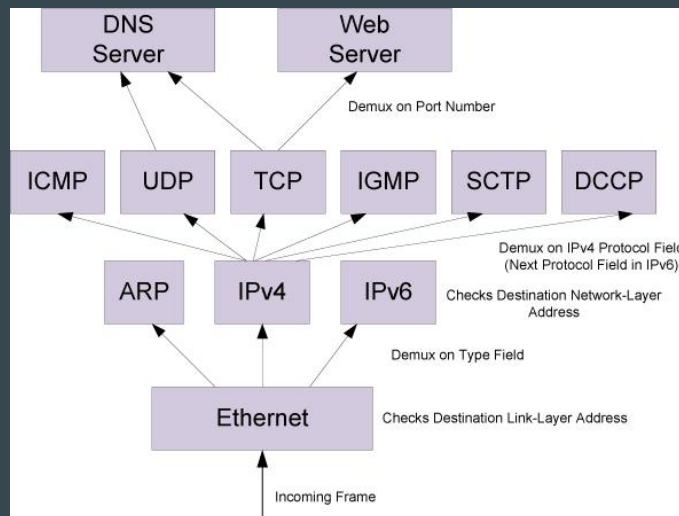 DNS
Server
Web
Server
Demux on Port Number
ICMP
UDP
TCP
IGMP
SCTP
DCCP
Demux on IPv4 Protocol Field
(Next Protocol Field in IPv6)
ARP
IPv4
IPv6
Checks Destination Network-Layer
Address
Demux on Type Field
Ethernet
Checks Destination Link-Layer Address
Incoming Frame